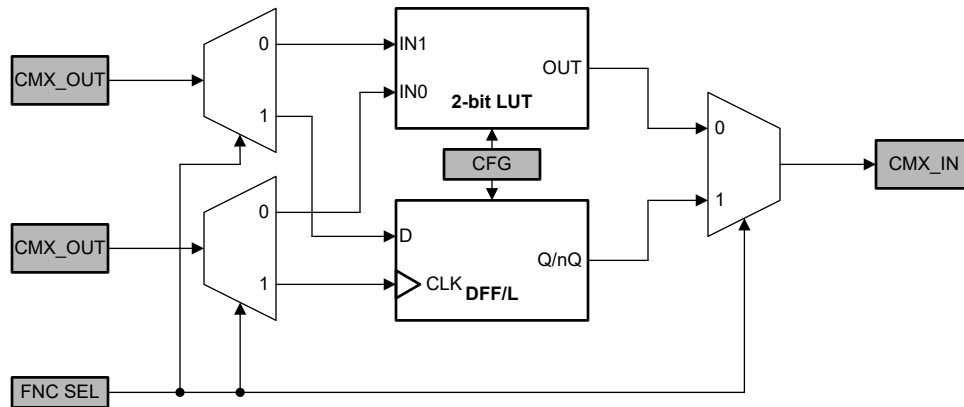 0
IN1
OUT
CMX_OUT
IN0
2-bit LUT
1
0
CFG
CMX_IN
0
1
D
CMX_OUT
Q/nQ
1
CLK
DFF/L
FNC SEL